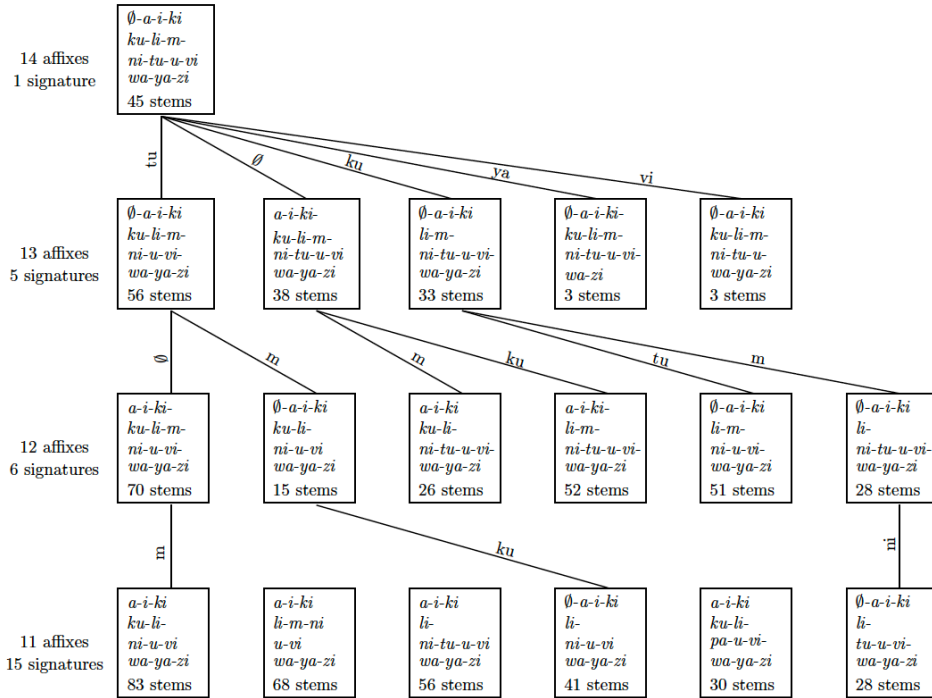 14 affixes
1 signature
∅-a-i-ki
ku-li-m-
ni-tu-u-vi
wa-ya-zi
45 stems
tu
∅
ku
ya
vi
13 affixes
5 signatures
∅-a-i-ki
ku-li-m-
ni-u-vi-
wa-ya-zi
56 stems
a-i-ki-
ku-li-m-
ni-tu-u-vi
wa-ya-zi
38 stems
∅-a-i-ki
li-m-
ni-tu-u-vi-
wa-ya-zi
33 stems
∅-a-i-ki-
ku-li-m-
ni-tu-u-vi-
wa-zi
3 stems
∅-a-i-ki
ku-li-m-
ni-tu-u-
wa-ya-zi
3 stems
∅
m
m
ku
tu
m
12 affixes
6 signatures
a-i-ki-
ku-li-m-
ni-u-vi-
wa-ya-zi
70 stems
∅-a-i-ki
ku-li-
ni-u-vi
wa-ya-zi
15 stems
a-i-ki
ku-li-
ni-tu-u-vi-
wa-ya-zi
26 stems
a-i-ki-
li-m-
ni-tu-u-vi-
wa-ya-zi
52 stems
∅-a-i-ki
li-m-
ni-u-vi-
wa-ya-zi
51 stems
∅-a-i-ki
li-
ni-tu-u-vi-
wa-ya-zi
28 stems
m
ku
ni
11 affixes
15 signatures
a-i-ki
ku-li-
ni-u-vi
wa-ya-zi
83 stems
a-i-ki
li-m-ni
u-vi
wa-ya-zi
68 stems
a-i-ki
li-
ni-tu-u-vi
wa-ya-zi
56 stems
∅-a-i-ki
li-
ni-u-vi
wa-ya-zi
41 stems
a-i-ki
ku-li-
pa-u-vi-
wa-ya-zi
30 stems
∅-a-i-ki
li-
tu-u-vi-
wa-ya-zi
28 stems